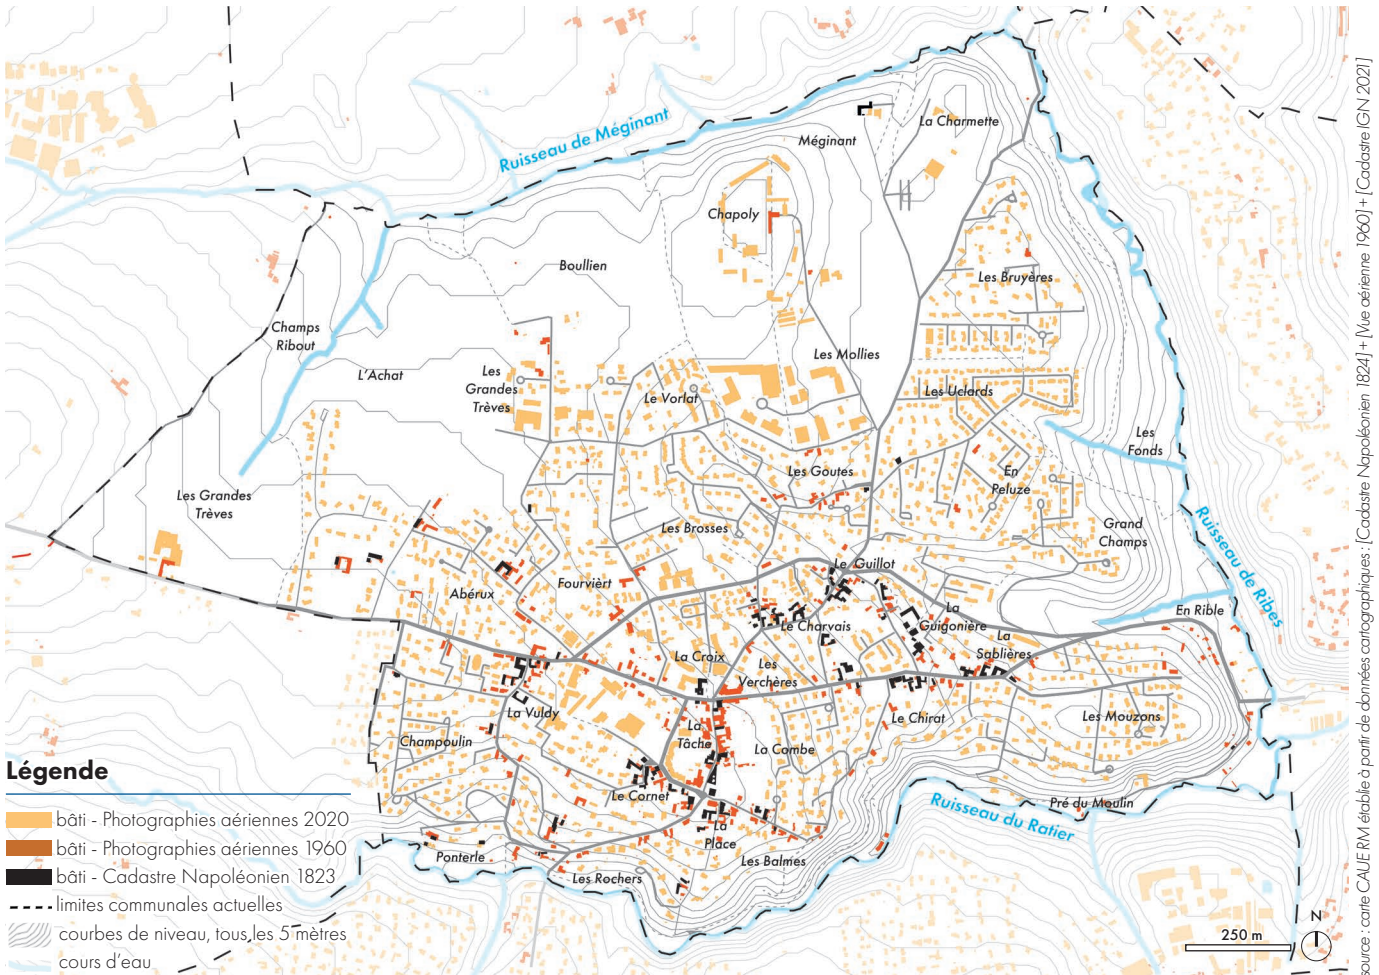 Ruisseau de Méginant
Méginant
La Charmette
Chapoly
Boullien
Les Bruyères
Champs
Ribout
L'Achat
Les
Grandes
Trèves
Le Vorlat
Les Mollies
Les Uclards
Les
Fonds
Les Goutes
En
Peluze
Les Grandes
Trèves
Les Brosses
Grand
Champs
Ruisseau de Ribes
Abérux
Fourvièrt
Le Guillot
La
Guigonière
En Rible
Le Charvais
La
Sablières
La Croix
Les
Verchères
La Vuldy
Champoulin
La
Tâche
La Combe
Le Chirat
Les Mouzons
Le Cornet
La
Place
Ruisseau du Ratier
Pré du Moulin
Ponterle
Les Rochers
Les Balmes
Légende
bâti - Photographies aériennes 2020
bâti - Photographies aériennes 1960
bâti - Cadastre Napoléonien 1823
limites communales actuelles
courbes de niveau, tous les 5 mètres
cours d'eau
250 m
N
source : carte CAUE RM établie à partir de données cartographiques : [Cadastre Napoléonien 1824] + [Vue aérienne 1960] + [Cadastre IGN 2021]